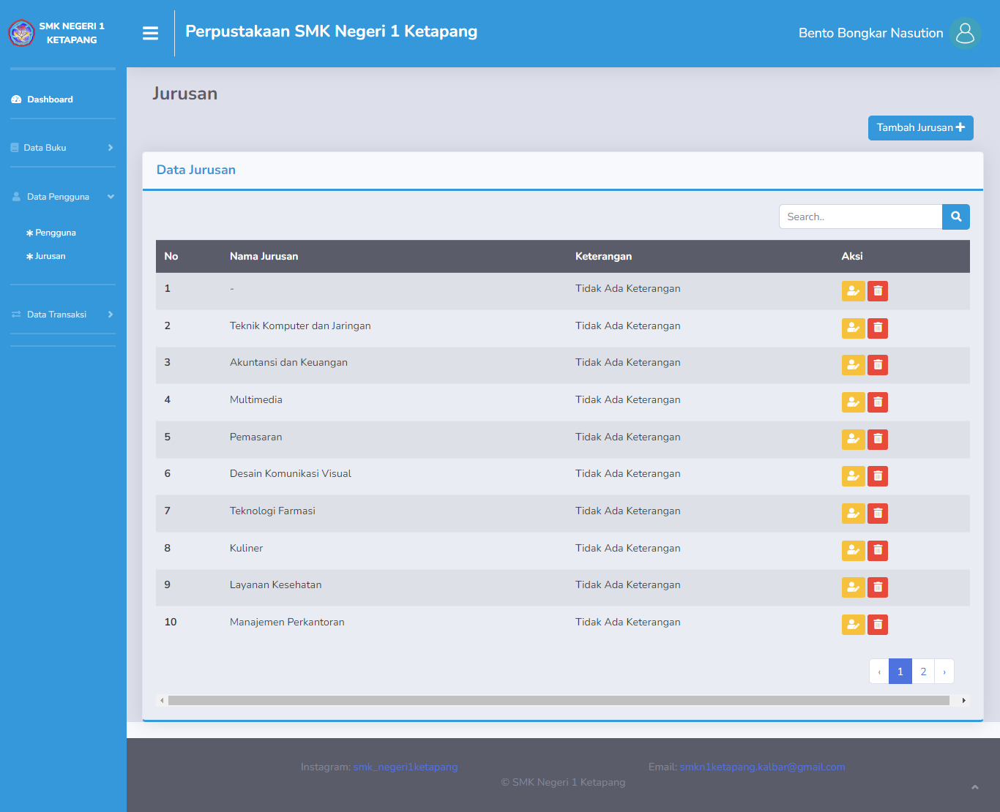 SMK NEGERI 1
KETAPANG
Perpustakaan SMK Negeri 1 Ketapang
Bento Bongkar Nasution
Dashboard
Data Buku
Data Pengguna
Pengguna
Jurusan
Data Transaksi
Jurusan
Tambah Jurusan +
Data Jurusan
Search..
No Nama Jurusan Keterangan Aksi
1 - Tidak Ada Keterangan
2 Teknik Komputer dan Jaringan Tidak Ada Keterangan
3 Akuntansi dan Keuangan Tidak Ada Keterangan
4 Multimedia Tidak Ada Keterangan
5 Pemasaran Tidak Ada Keterangan
6 Desain Komunikasi Visual Tidak Ada Keterangan
7 Teknologi Farmasi Tidak Ada Keterangan
8 Kuliner Tidak Ada Keterangan
9 Layanan Kesehatan Tidak Ada Keterangan
10 Manajemen Perkantoran Tidak Ada Keterangan
‹ 1 2 ›
Instagram: smk_negeri1ketapang Email: smkn1ketapang.kalbar@gmail.com
© SMK Negeri 1 Ketapang